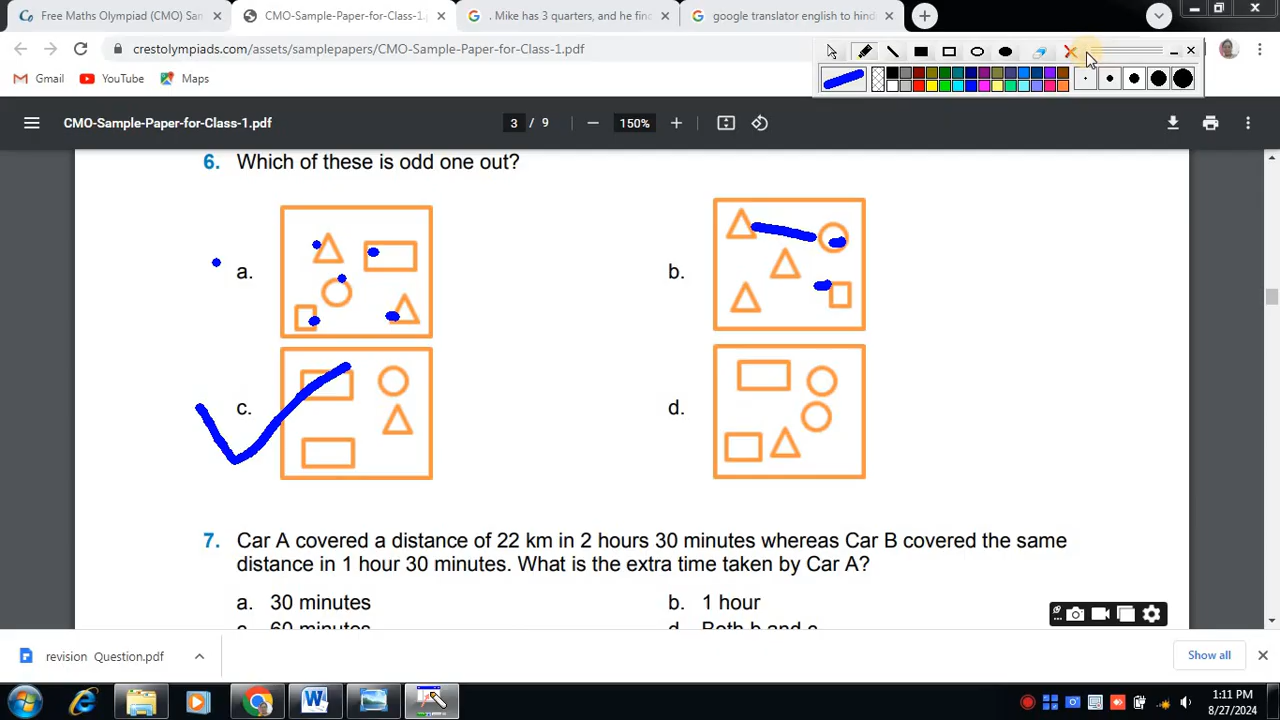 Free Maths Olympiad (CMO) San
CMO-Sample-Paper-for-Class-1.p
. Mike has 3 quarters, and he fin
google translator english to hind
crestolympiads.com/assets/samplepapers/CMO-Sample-Paper-for-Class-1.pdf
Gmail
YouTube
Maps
CMO-Sample-Paper-for-Class-1.pdf
3 / 9
150%
6. Which of these is odd one out?
a.
b.
c.
d.
7. Car A covered a distance of 22 km in 2 hours 30 minutes whereas Car B covered the same
distance in 1 hour 30 minutes. What is the extra time taken by Car A?
a. 30 minutes
b. 1 hour
c. 60 minutes
d. Both b and c
revision Question.pdf
Show all
1:11 PM
8/27/2024